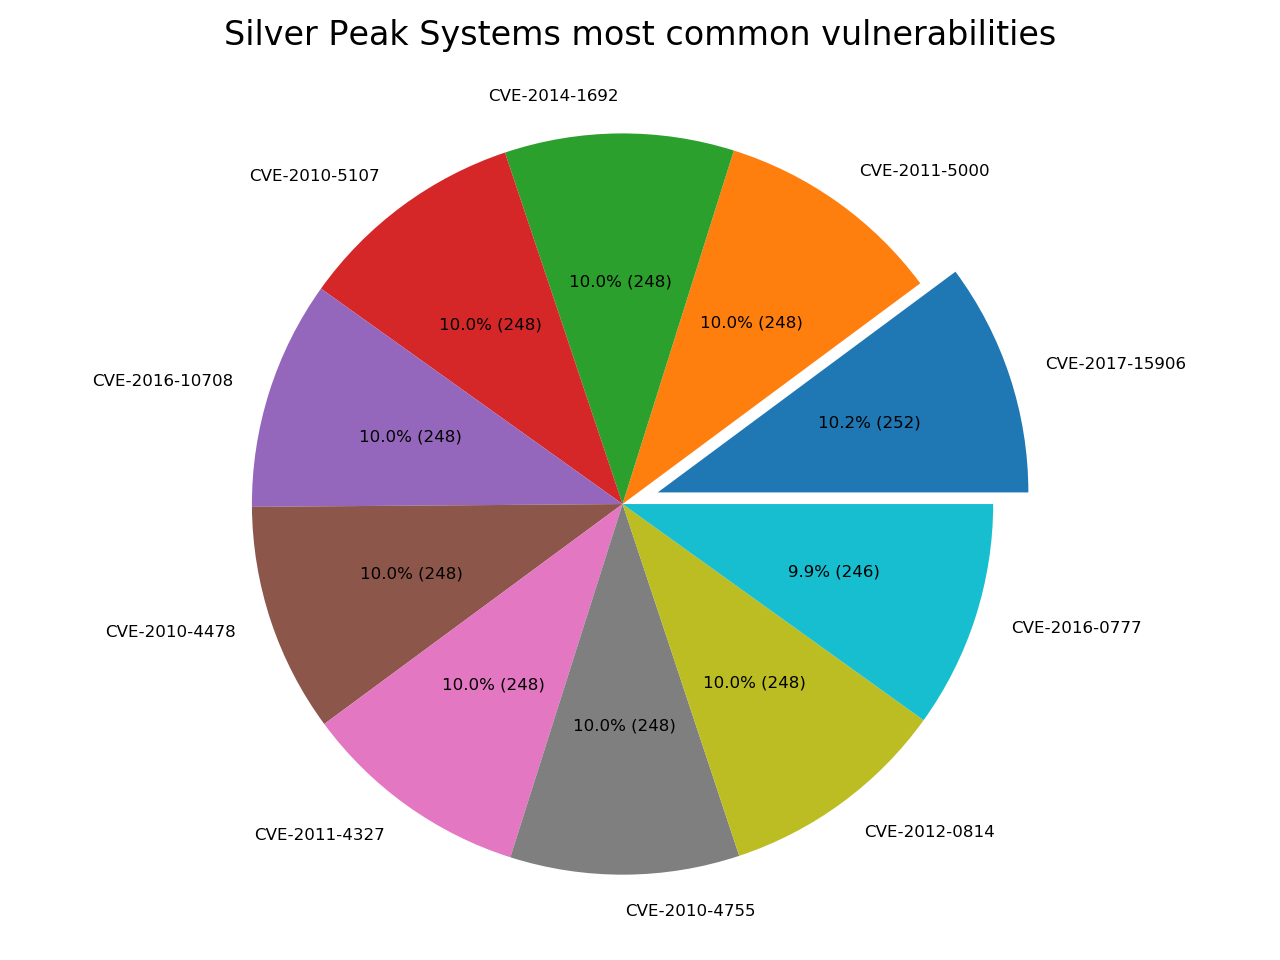 Silver Peak Systems most common vulnerabilities
CVE-2014-1692
CVE-2011-5000
CVE-2010-5107
10.0% (248)
10.0% (248)
10.0% (248)
CVE-2017-15906
CVE-2016-10708
10.2% (252)
10.0% (248)
10.0% (248)
9.9% (246)
CVE-2010-4478
CVE-2016-0777
10.0% (248)
10.0% (248)
10.0% (248)
CVE-2011-4327
CVE-2012-0814
CVE-2010-4755